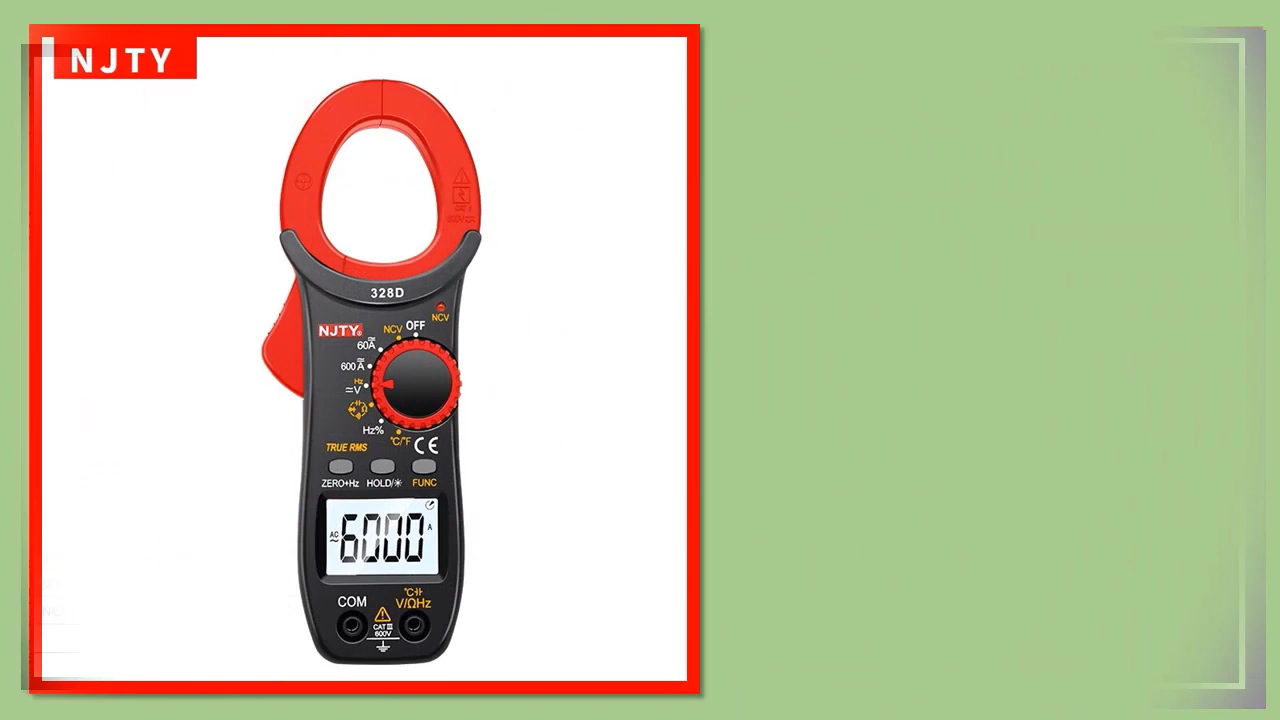 NJTY
328D
NCV
NJTY
NCV
OFF
60A
600A
Hz
V
Hz%
°C/°F
TRUE RMS
CE
ZERO+Hz
HOLD/☀
FUNC
AC
6000
A
COM
°C
V/ΩHz
CAT III
600V